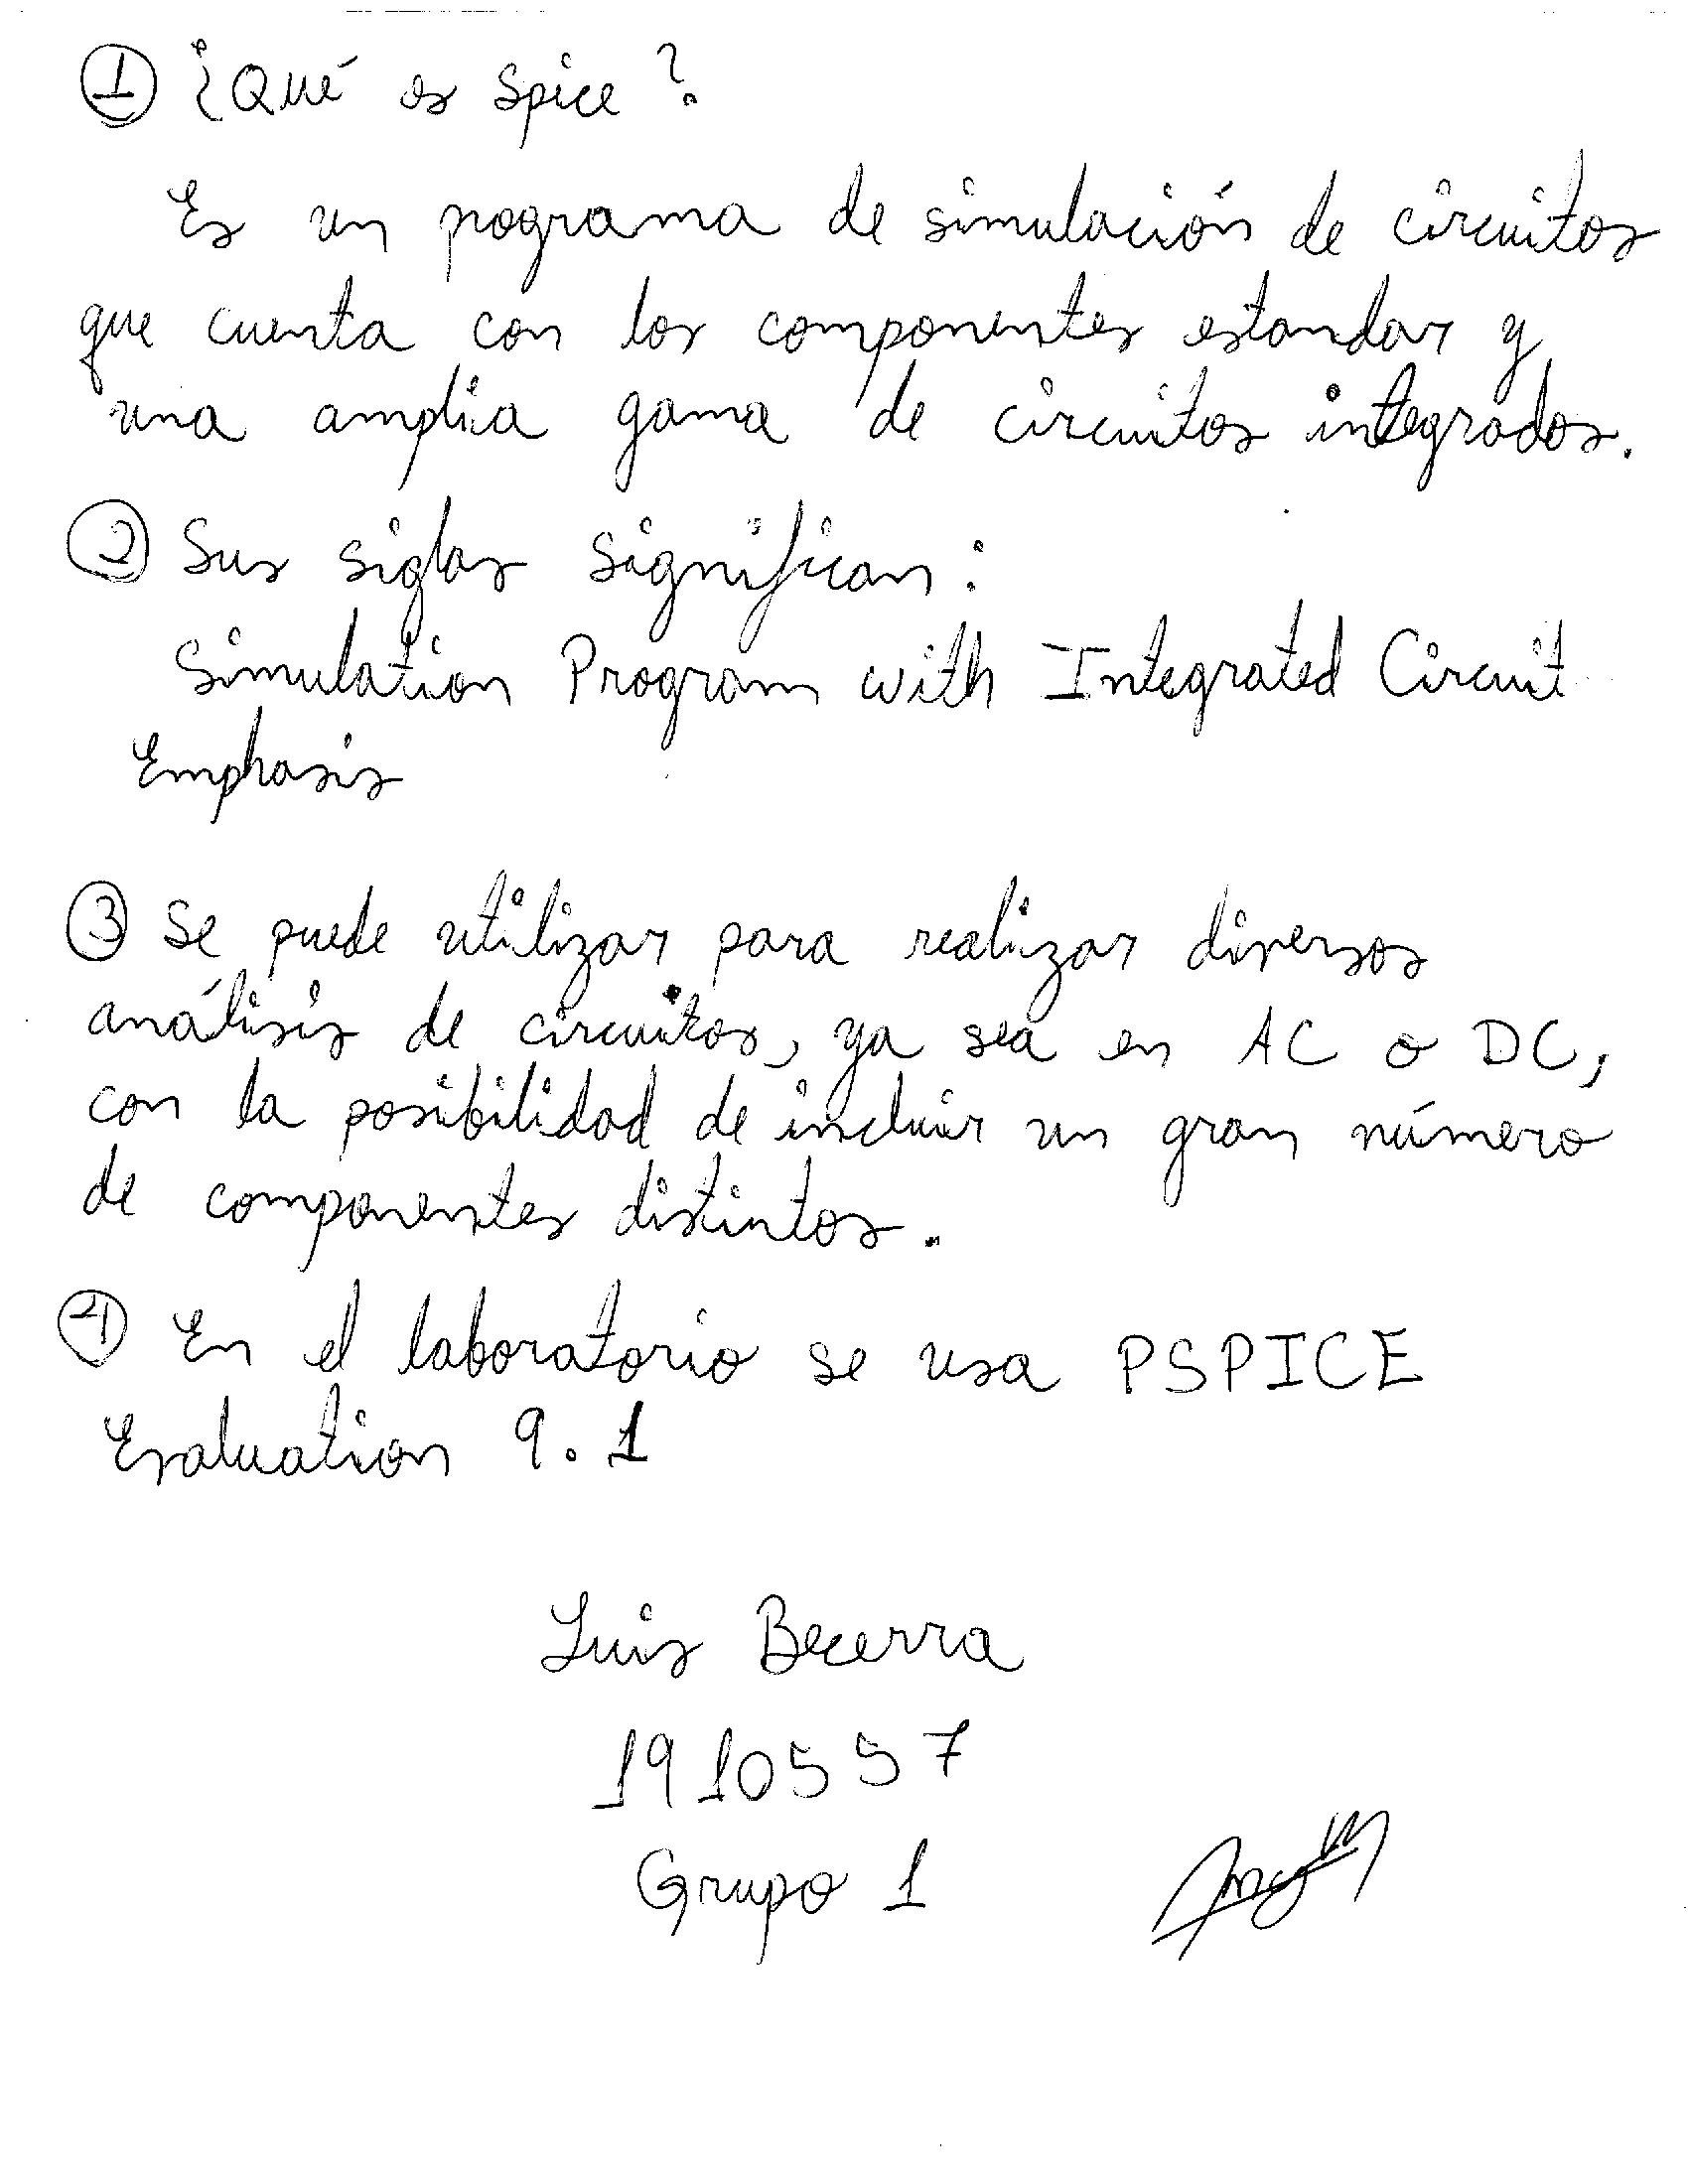 ① ¿Qué es Spice?
Es un pograma de simulación de circuitos
que cuenta con los componentes estandar y
una amplia gama de circuitos integrados.
② Sus siglas significan:
Simulation Program with Integrated Circuit
Emphasis
③ Se puede utilizar para realizar diversos
análisis de circuitos, ya sea en AC o DC,
con la posibilidad de incluir un gran número
de componentes distintos.
④ En el laboratorio se usa PSPICE
Evaluation 9.1
Luis Becerra
1910557
Grupo 1